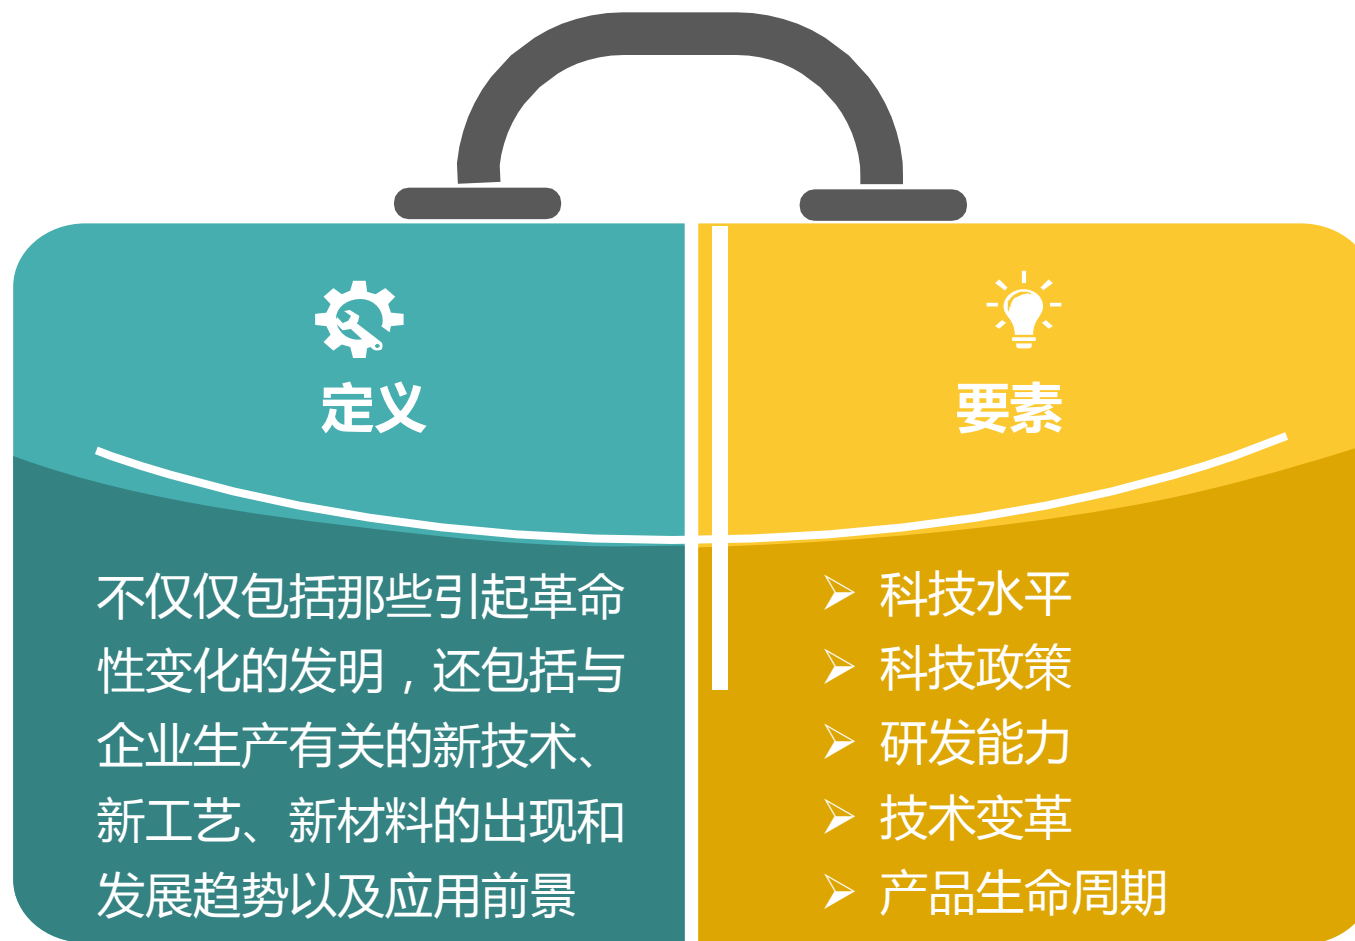 定义
不仅仅包括那些引起革命
性变化的发明，还包括与
企业生产有关的新技术、
新工艺、新材料的出现和
发展趋势以及应用前景
要素
科技水平
科技政策
研发能力
技术变革
产品生命周期